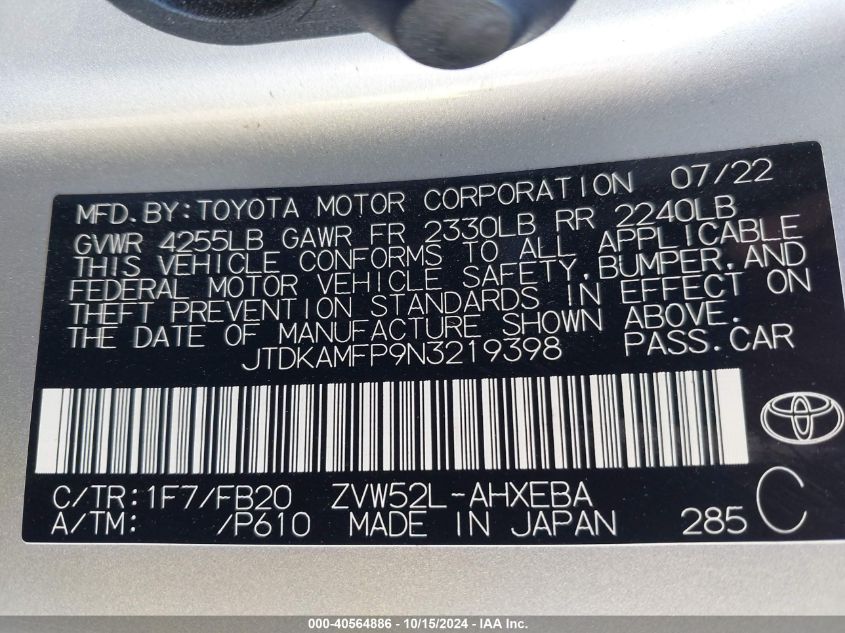 MFD. BY: TOYOTA MOTOR CORPORATION 07/22
GVWR 4255LB GAWR FR 2330LB RR 2240LB
THIS VEHICLE CONFORMS TO ALL APPLICABLE
FEDERAL MOTOR VEHICLE SAFETY, BUMPER, AND
THEFT PREVENTION STANDARDS IN EFFECT ON
THE DATE OF MANUFACTURE SHOWN ABOVE.
JTDKAMFP9N3219398 PASS. CAR
C/TR: 1F7/FB20 ZVW52L-AHXEBA
A/TM: /P610 MADE IN JAPAN 285 C
000-40564886 - 10/15/2024 - IAA Inc.